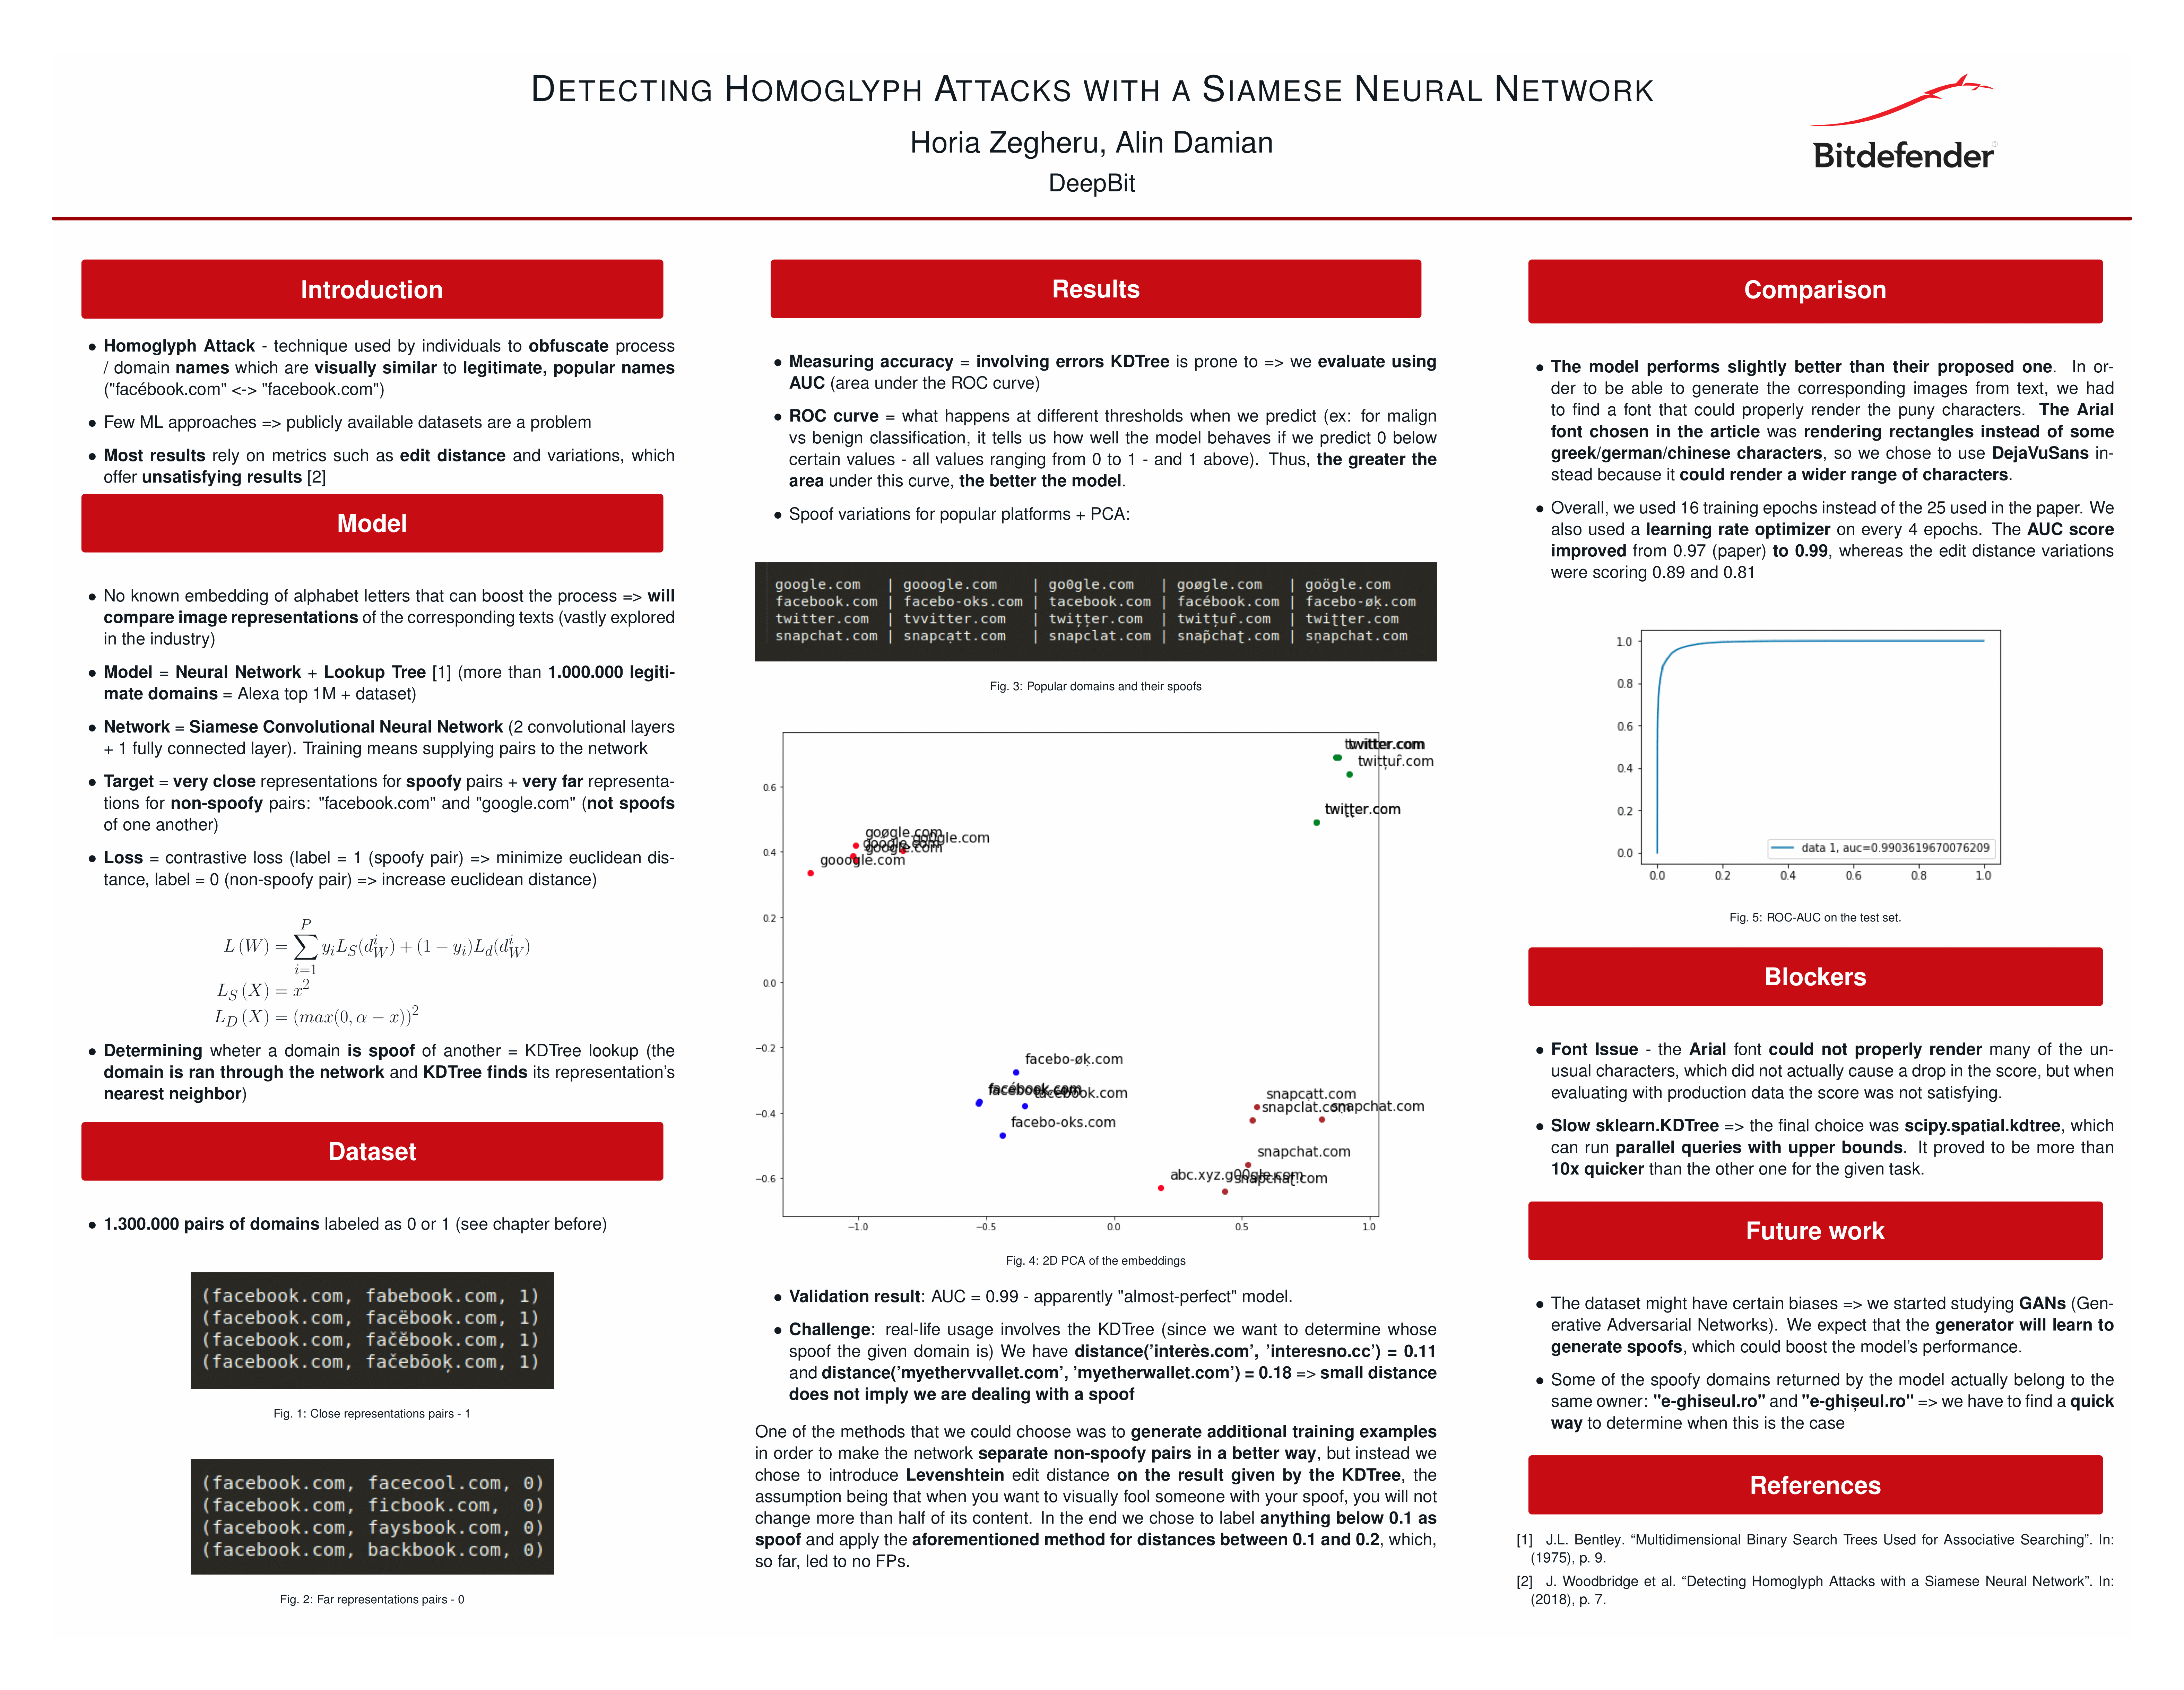 DETECTING HOMOGLYPH ATTACKS WITH A SIAMESE NEURAL NETWORK
Horia Zegheru, Alin Damian
DeepBit
Bitdefender
Introduction
• Homoglyph Attack - technique used by individuals to obfuscate process
/ domain names which are visually similar to legitimate, popular names
("facébook.com" <-> "facebook.com")
• Few ML approaches => publicly available datasets are a problem
• Most results rely on metrics such as edit distance and variations, which
offer unsatisfying results [2]
Model
• No known embedding of alphabet letters that can boost the process => will
compare image representations of the corresponding texts (vastly explored
in the industry)
• Model = Neural Network + Lookup Tree [1] (more than 1.000.000 legiti-
mate domains = Alexa top 1M + dataset)
• Network = Siamese Convolutional Neural Network (2 convolutional layers
+ 1 fully connected layer). Training means supplying pairs to the network
• Target = very close representations for spoofy pairs + very far representa-
tions for non-spoofy pairs: "facebook.com" and "google.com" (not spoofs
of one another)
• Loss = contrastive loss (label = 1 (spoofy pair) => minimize euclidean dis-
tance, label = 0 (non-spoofy pair) => increase euclidean distance)
L (W) = ∑_{i=1}^{P} y_i L_S(d_W^i) + (1 − y_i)L_d(d_W^i)
L_S (X) = x^2
L_D (X) = (max(0, α − x))^2
• Determining wheter a domain is spoof of another = KDTree lookup (the
domain is ran through the network and KDTree finds its representation's
nearest neighbor)
Dataset
• 1.300.000 pairs of domains labeled as 0 or 1 (see chapter before)
(facebook.com, fabebook.com, 1)
(facebook.com, facëbook.com, 1)
(facebook.com, fačĕbook.com, 1)
(facebook.com, fačeboōķ.com, 1)
Fig. 1: Close representations pairs - 1
(facebook.com, facecool.com, 0)
(facebook.com, ficbook.com, 0)
(facebook.com, faysbook.com, 0)
(facebook.com, backbook.com, 0)
Fig. 2: Far representations pairs - 0
Results
• Measuring accuracy = involving errors KDTree is prone to => we evaluate using
AUC (area under the ROC curve)
• ROC curve = what happens at different thresholds when we predict (ex: for malign
vs benign classification, it tells us how well the model behaves if we predict 0 below
certain values - all values ranging from 0 to 1 - and 1 above). Thus, the greater the
area under this curve, the better the model.
• Spoof variations for popular platforms + PCA:
google.com | gooogle.com | go0gle.com | goøgle.com | goögle.com
facebook.com | facebo-oks.com | tacebook.com | facébook.com | facebo-øķ.com
twitter.com | tvvitter.com | twiţţer.com | twiţţur̂.com | twiţţer.com
snapchat.com | snapcạtt.com | snapclat.com | snap̃chaţ.com | ṣnapchat.com
Fig. 3: Popular domains and their spoofs
0.6
0.4
0.2
0.0
−0.2
−0.4
−0.6
−1.0
−0.5
0.0
0.5
1.0
twitter.com
twiţur̂.com
twiţţer.com
goøgle.com
go0gle.com
google.com
gooogle.com
facebo-øķ.com
facébook.com
tacebook.com
facebo-oks.com
snapcạtt.com
snapclat.com
snapchat.com
snapchat.com
abc.xyz.g00gle.com
snapchaţ.com
Fig. 4: 2D PCA of the embeddings
• Validation result: AUC = 0.99 - apparently "almost-perfect" model.
• Challenge: real-life usage involves the KDTree (since we want to determine whose
spoof the given domain is) We have distance('interès.com', 'interesno.cc') = 0.11
and distance('myethervvallet.com', 'myetherwallet.com') = 0.18 => small distance
does not imply we are dealing with a spoof
One of the methods that we could choose was to generate additional training examples
in order to make the network separate non-spoofy pairs in a better way, but instead we
chose to introduce Levenshtein edit distance on the result given by the KDTree, the
assumption being that when you want to visually fool someone with your spoof, you will not
change more than half of its content. In the end we chose to label anything below 0.1 as
spoof and apply the aforementioned method for distances between 0.1 and 0.2, which,
so far, led to no FPs.
Comparison
• The model performs slightly better than their proposed one. In or-
der to be able to generate the corresponding images from text, we had
to find a font that could properly render the puny characters. The Arial
font chosen in the article was rendering rectangles instead of some
greek/german/chinese characters, so we chose to use DejaVuSans in-
stead because it could render a wider range of characters.
• Overall, we used 16 training epochs instead of the 25 used in the paper. We
also used a learning rate optimizer on every 4 epochs. The AUC score
improved from 0.97 (paper) to 0.99, whereas the edit distance variations
were scoring 0.89 and 0.81
1.0
0.8
0.6
0.4
0.2
0.0
data 1, auc=0.9903619670076209
0.0
0.2
0.4
0.6
0.8
1.0
Fig. 5: ROC-AUC on the test set.
Blockers
• Font Issue - the Arial font could not properly render many of the un-
usual characters, which did not actually cause a drop in the score, but when
evaluating with production data the score was not satisfying.
• Slow sklearn.KDTree => the final choice was scipy.spatial.kdtree, which
can run parallel queries with upper bounds. It proved to be more than
10x quicker than the other one for the given task.
Future work
• The dataset might have certain biases => we started studying GANs (Gen-
erative Adversarial Networks). We expect that the generator will learn to
generate spoofs, which could boost the model's performance.
• Some of the spoofy domains returned by the model actually belong to the
same owner: "e-ghiseul.ro" and "e-ghișeul.ro" => we have to find a quick
way to determine when this is the case
References
[1] J.L. Bentley. “Multidimensional Binary Search Trees Used for Associative Searching”. In:
(1975), p. 9.
[2] J. Woodbridge et al. “Detecting Homoglyph Attacks with a Siamese Neural Network”. In:
(2018), p. 7.